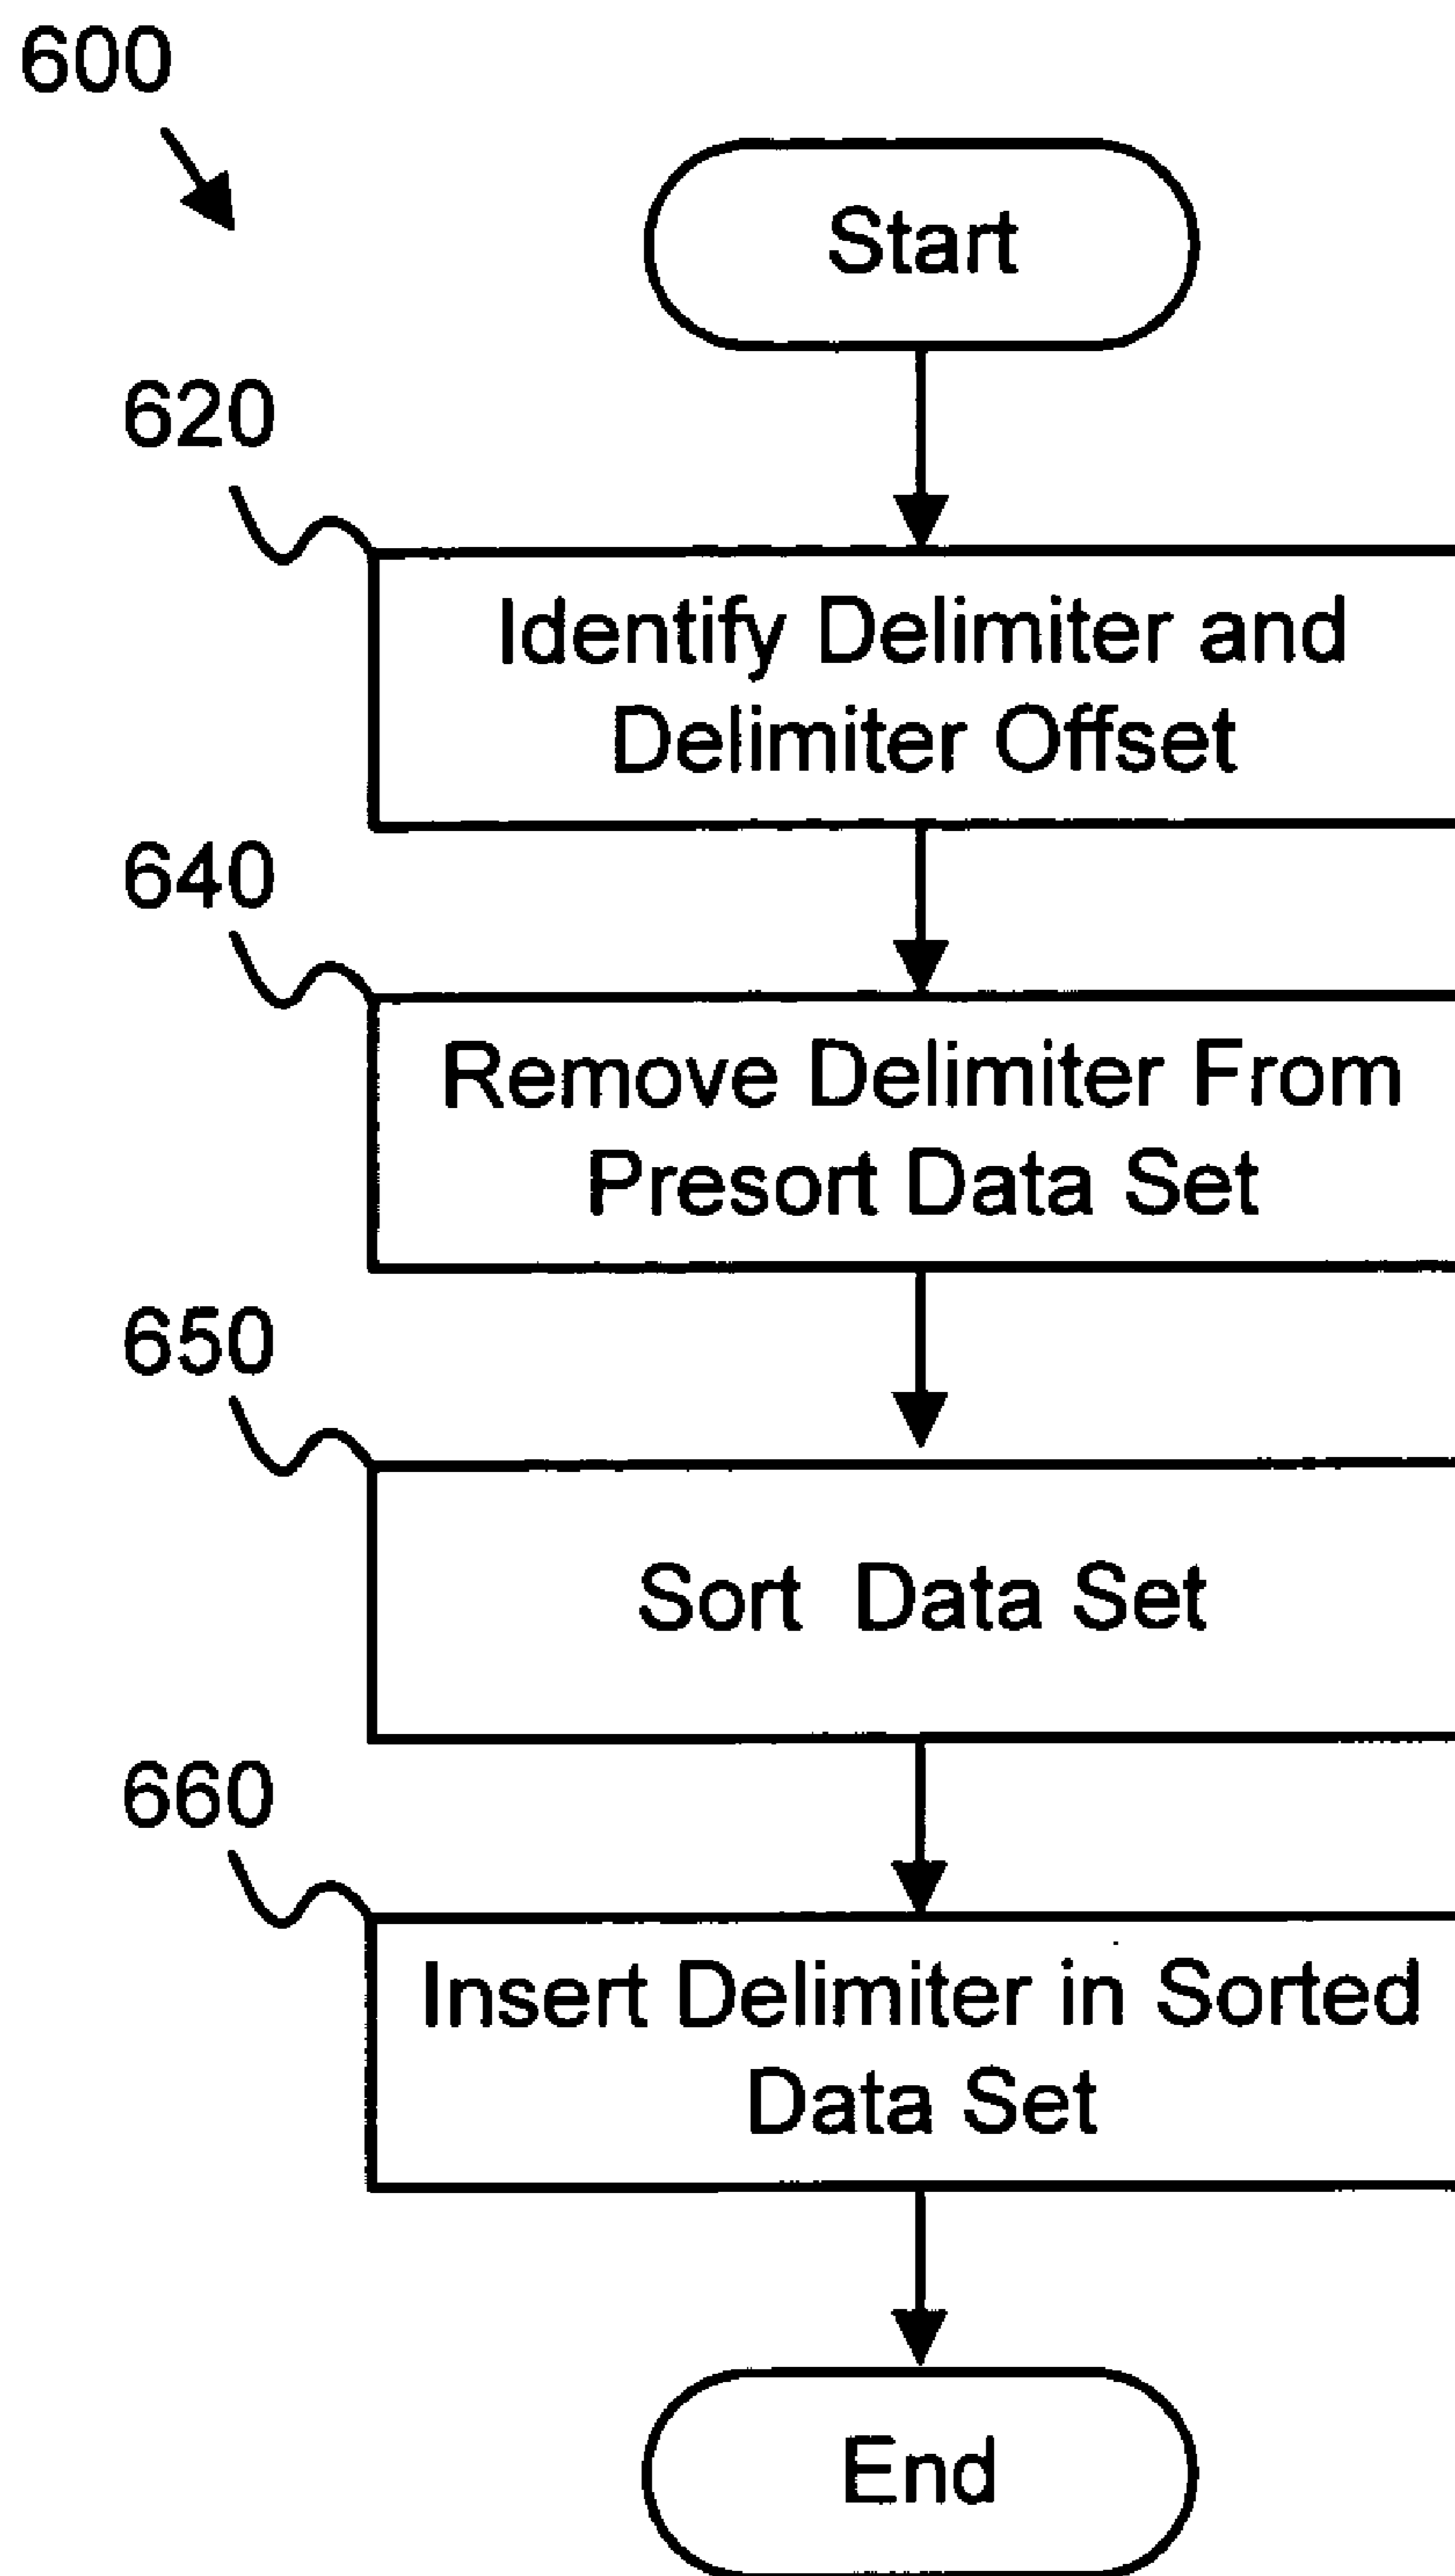 600
Start
620
Identify Delimiter and
Delimiter Offset
640
Remove Delimiter From
Presort Data Set
650
Sort Data Set
660
Insert Delimiter in Sorted
Data Set
End